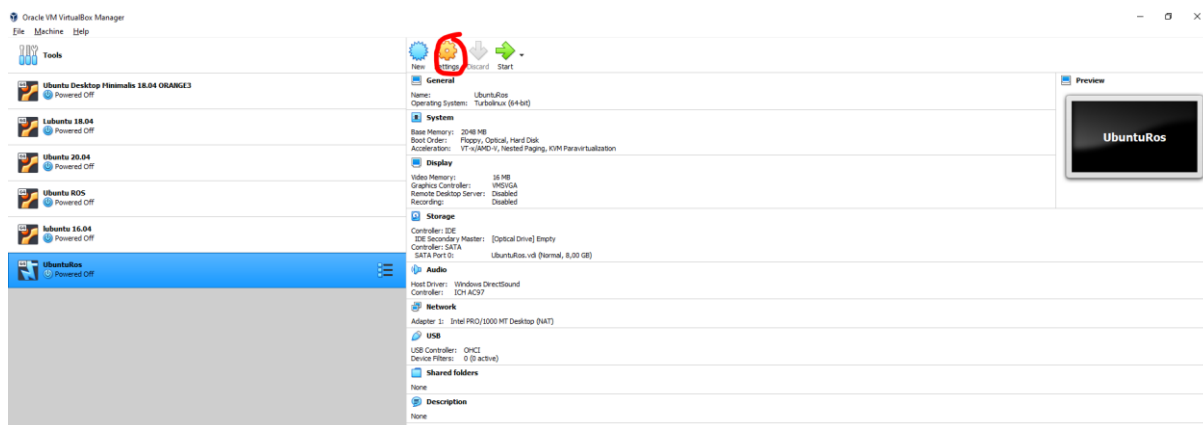 Oracle VM VirtualBox Manager
File Machine Help
Tools
Ubuntu Desktop Minimalis 18.04 ORANGE3
Powered Off
Lubuntu 18.04
Powered Off
Ubuntu 20.04
Powered Off
Ubuntu ROS
Powered Off
lubuntu 16.04
Powered Off
UbuntuRos
Powered Off
New Settings Discard Start
General
Name: UbuntuRos
Operating System: Turbolinux (64-bit)
System
Base Memory: 2048 MB
Boot Order: Floppy, Optical, Hard Disk
Acceleration: VT-x/AMD-V, Nested Paging, KVM Paravirtualization
Display
Video Memory: 16 MB
Graphics Controller: VMSVGA
Remote Desktop Server: Disabled
Recording: Disabled
Storage
Controller: IDE
IDE Secondary Master: [Optical Drive] Empty
Controller: SATA
SATA Port 0: UbuntuRos.vdi (Normal, 8,00 GB)
Audio
Host Driver: Windows DirectSound
Controller: ICH AC97
Network
Adapter 1: Intel PRO/1000 MT Desktop (NAT)
USB
USB Controller: OHCI
Device Filters: 0 (0 active)
Shared folders
None
Description
None
Preview
UbuntuRos